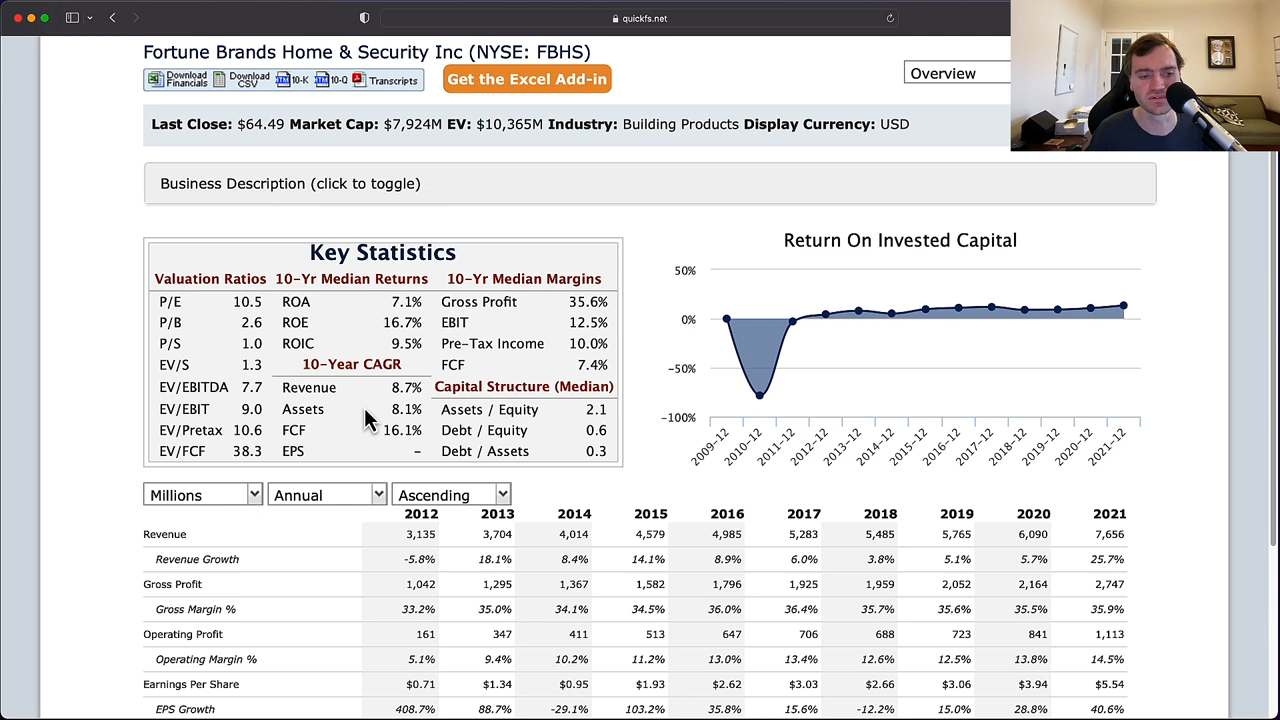 quickfs.net
Fortune Brands Home & Security Inc (NYSE: FBHS)
Download Financials Download CSV 10-K 10-Q Transcripts
Get the Excel Add-in
Overview
Last Close: $64.49 Market Cap: $7,924M EV: $10,365M Industry: Building Products Display Currency: USD
Business Description (click to toggle)
Key Statistics
Valuation Ratios 10-Yr Median Returns 10-Yr Median Margins
P/E 10.5 ROA 7.1% Gross Profit 35.6%
P/B 2.6 ROE 16.7% EBIT 12.5%
P/S 1.0 ROIC 9.5% Pre-Tax Income 10.0%
EV/S 1.3 10-Year CAGR FCF 7.4%
EV/EBITDA 7.7 Revenue 8.7% Capital Structure (Median)
EV/EBIT 9.0 Assets 8.1% Assets / Equity 2.1
EV/Pretax 10.6 FCF 16.1% Debt / Equity 0.6
EV/FCF 38.3 EPS – Debt / Assets 0.3
Return On Invested Capital
50%
0%
−50%
−100%
2009-12 2010-12 2011-12 2012-12 2013-12 2014-12 2015-12 2016-12 2017-12 2018-12 2019-12 2020-12 2021-12
Millions Annual Ascending
2012 2013 2014 2015 2016 2017 2018 2019 2020 2021
Revenue 3,135 3,704 4,014 4,579 4,985 5,283 5,485 5,765 6,090 7,656
Revenue Growth -5.8% 18.1% 8.4% 14.1% 8.9% 6.0% 3.8% 5.1% 5.7% 25.7%
Gross Profit 1,042 1,295 1,367 1,582 1,796 1,925 1,959 2,052 2,164 2,747
Gross Margin % 33.2% 35.0% 34.1% 34.5% 36.0% 36.4% 35.7% 35.6% 35.5% 35.9%
Operating Profit 161 347 411 513 647 706 688 723 841 1,113
Operating Margin % 5.1% 9.4% 10.2% 11.2% 13.0% 13.4% 12.6% 12.5% 13.8% 14.5%
Earnings Per Share $0.71 $1.34 $0.95 $1.93 $2.62 $3.03 $2.66 $3.06 $3.94 $5.54
EPS Growth 408.7% 88.7% -29.1% 103.2% 35.8% 15.6% -12.2% 15.0% 28.8% 40.6%